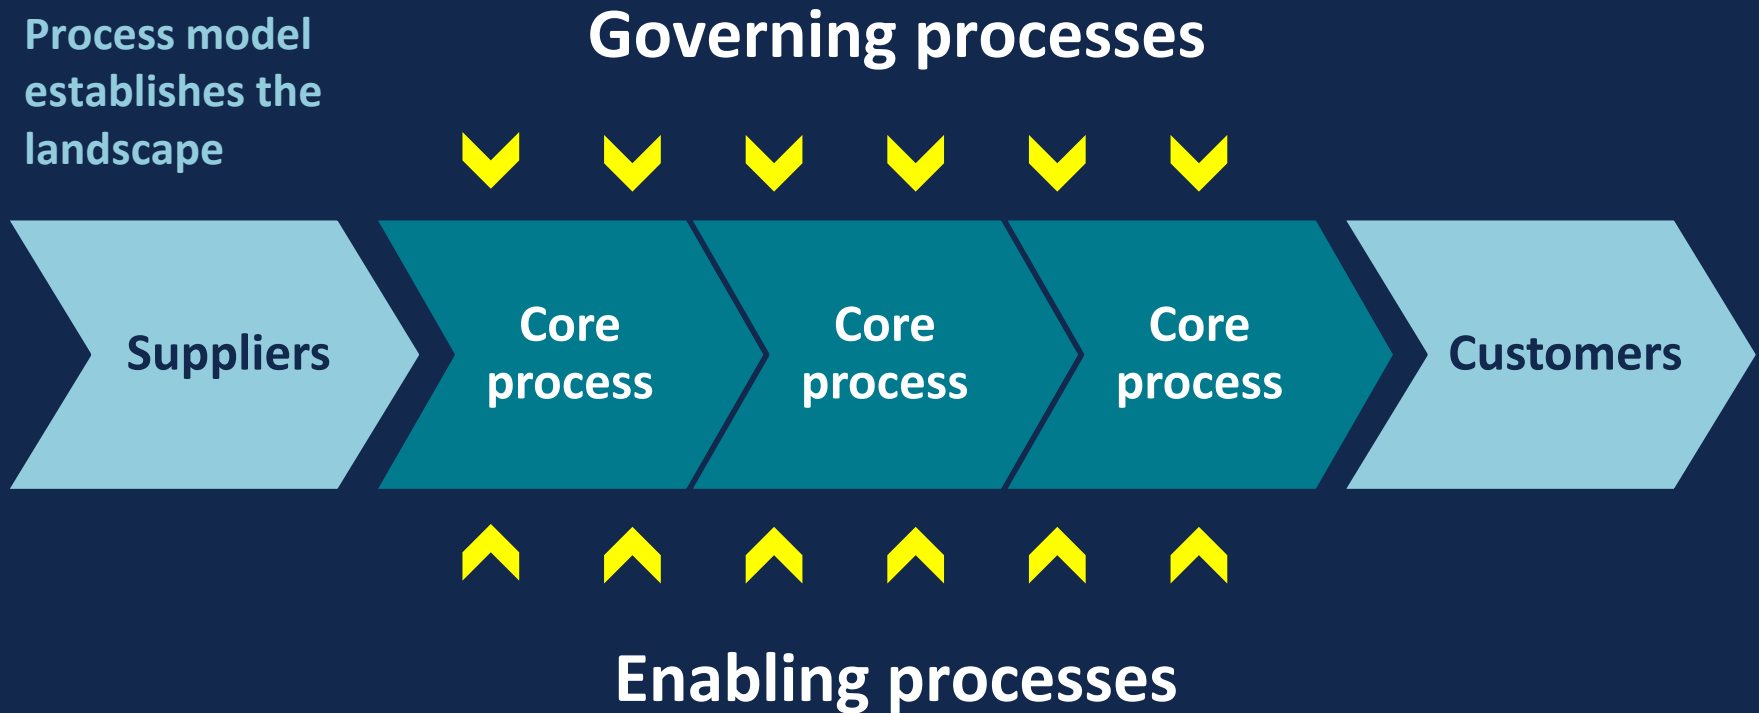 Process model
establishes the
landscape
Governing processes
Suppliers
Core
process
Core
process
Core
process
Customers
Enabling processes